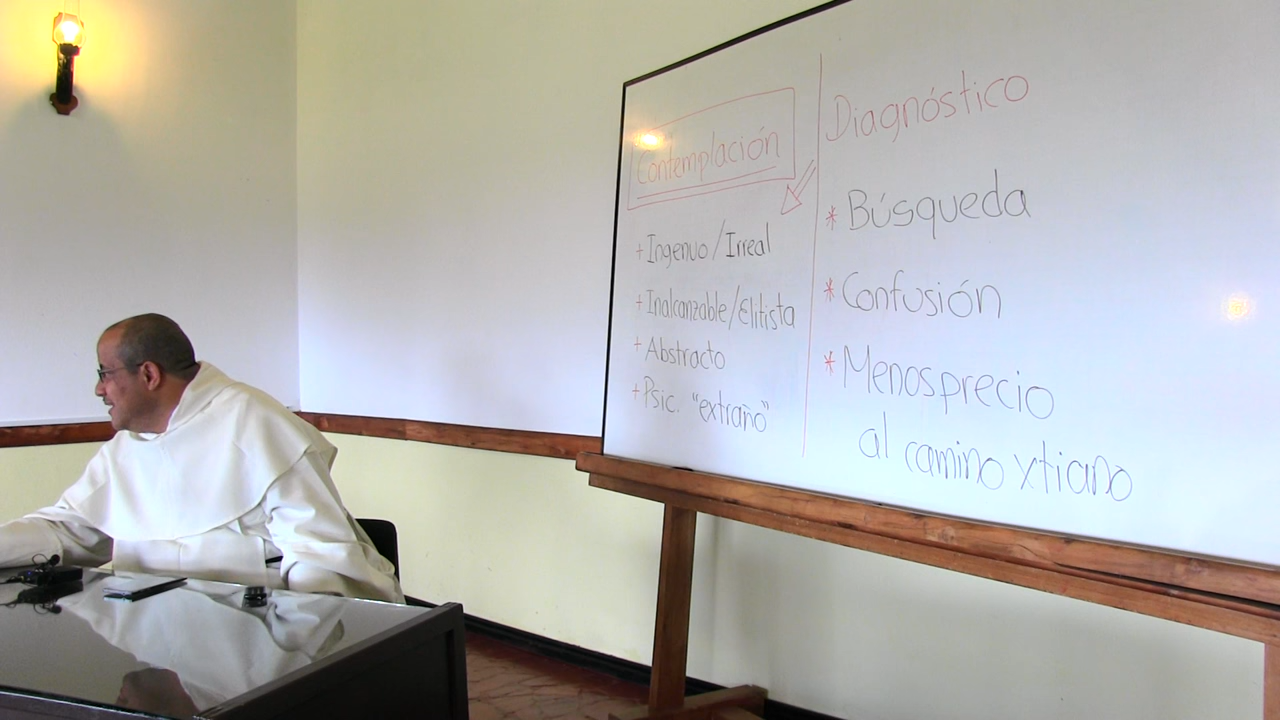 Contemplación
+ Ingenuo / Irreal
+ Inalcanzable/Elitista
+ Abstracto
+ Psic. "extraño"
Diagnóstico
* Búsqueda
* Confusión
* Menosprecio
al camino xtiano